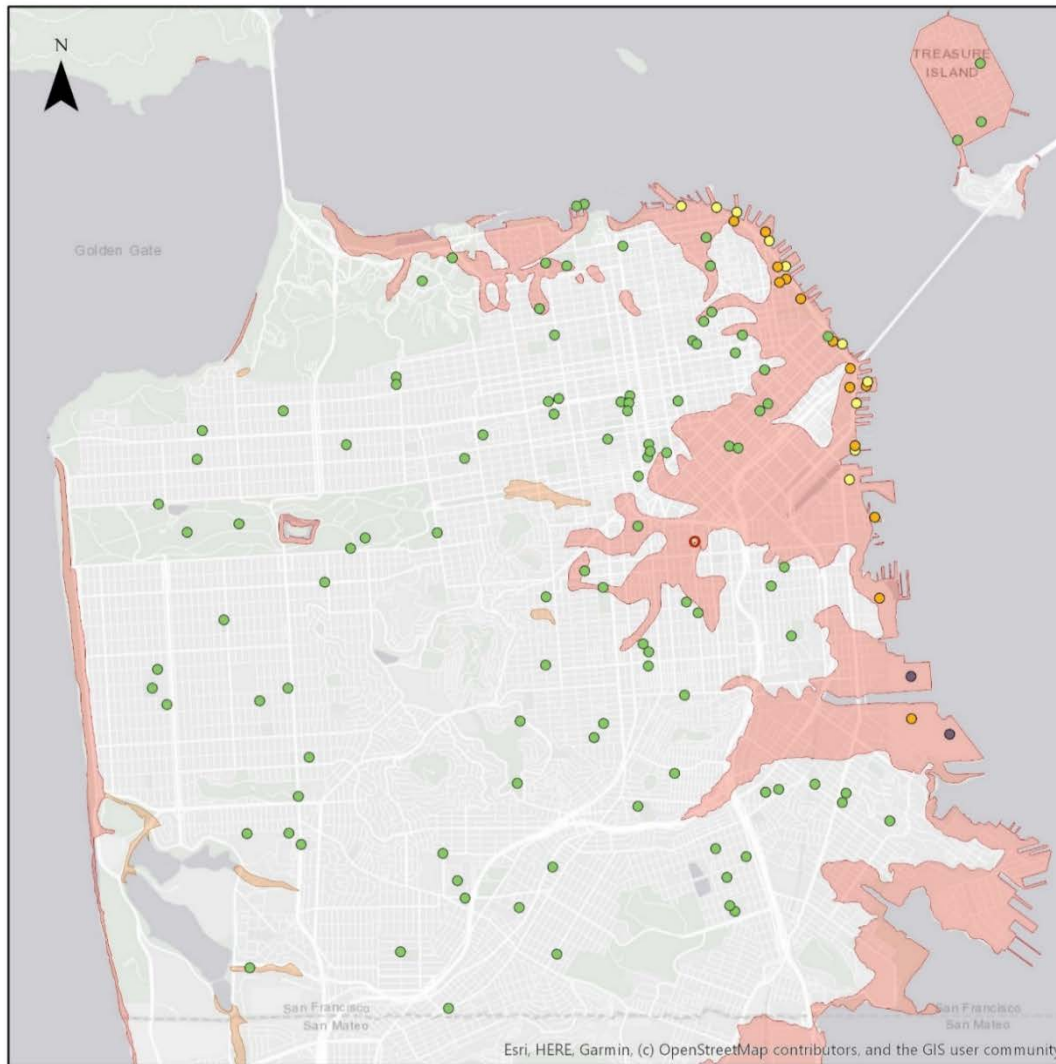 N
TREASURE
ISLAND
Golden Gate
San Francisco
San Mateo
San Francisco
San Mateo
Esri, HERE, Garmin, (c) OpenStreetMap contributors, and the GIS user community